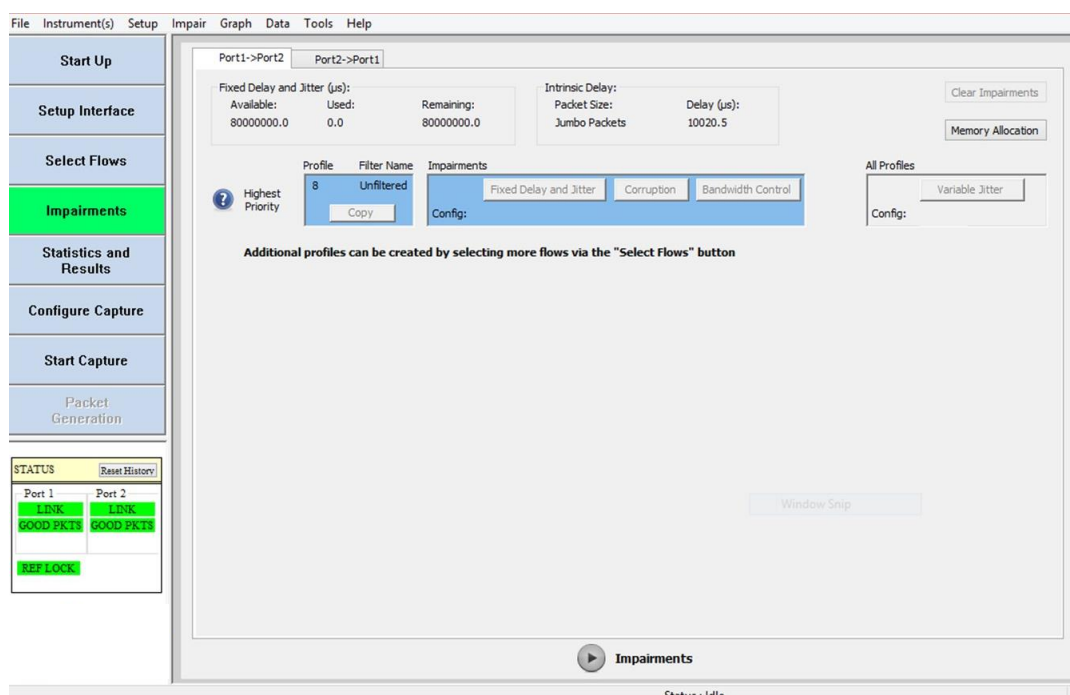 File Instrument(s) Setup Impair Graph Data Tools Help
Start Up
Setup Interface
Select Flows
Impairments
Statistics and
Results
Configure Capture
Start Capture
Packet
Generation
STATUS Reset History
Port 1 Port 2
LINK LINK
GOOD PKTS GOOD PKTS
REF LOCK
Port1->Port2 Port2->Port1
Fixed Delay and Jitter (µs):
Available: Used: Remaining:
80000000.0 0.0 80000000.0
Intrinsic Delay:
Packet Size: Delay (µs):
Jumbo Packets 10020.5
Clear Impairments
Memory Allocation
Profile Filter Name Impairments All Profiles
Highest
Priority
8 Unfiltered
Copy
Fixed Delay and Jitter Corruption Bandwidth Control
Config:
Variable Jitter
Config:
Additional profiles can be created by selecting more flows via the "Select Flows" button
Window Snip
Impairments
Status: Idle